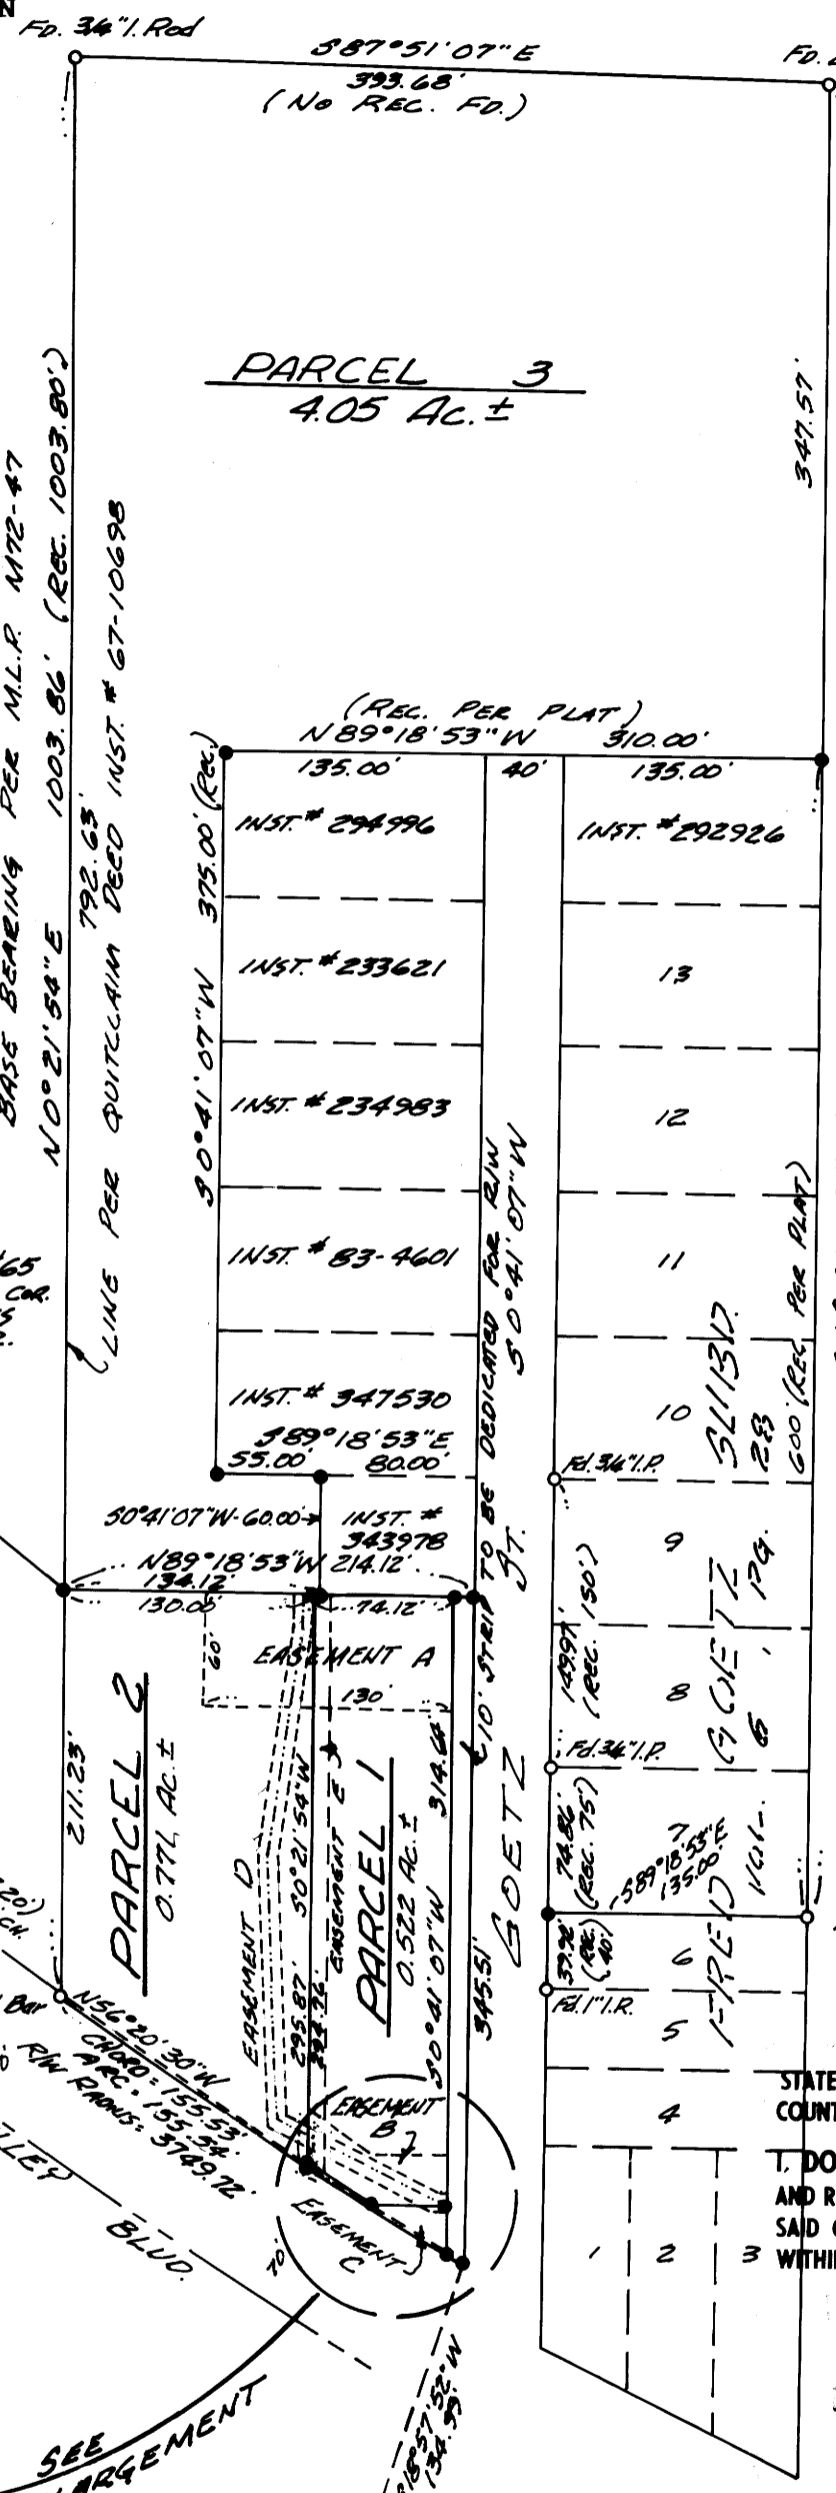 N
FD. 3/4" I. Rod
S87°51'07"E
393.68'
(NO REC. FD.)
FD.
PARCEL 3
4.05 AC. ±
347.57'
BASE BEARING PER M.L.P. M72-47
N0°21'54"E 1003.86' (REC. 1003.80')
792.63'
(LINE PER QUITCLAIM DEED INST # 67-10698
(REC. PER PLAT)
N89°18'53"W 310.00'
135.00'
40'
135.00'
S0°41'07"W 375.00' (REC.)
INST. # 294996
INST. # 292926
INST. # 233621
13
INST. # 234983
12
INST. # 83-4601
11
INST. # 347530
10
S89°18'53"E
55.00'
80.00'
Fd. 3/4" I.P.
S0°41'07"W-60.00'
INST. #
343978
9
N89°18'53"W 214.12'
134.12'
130.00'
74.12'
60'
EASEMENT A
130'
8
10' STRIP TO BE DEDICATED FOR R/W
S0°41'07"W
GOETZ ST.
600' (REC. PER PLAT)
PG. 28
149.97'
(REC. 150')
Fd. 3/4" I.P.
74.86'
(REC. 75')
7
S89°18'53"E
135.00'
VOL. 6,
39.92'
(REC.
40')
6
Fd. 1" I.R.
5
4
1
2
3
211.23'
PARCEL 2
0.771 AC. ±
EASEMENT D
295.87'
S0°21'54"W
294.76'
EASEMENT E
PARCEL 1
0.522 AC. ±
S0°41'07"W 314.64'
345.51'
Bar
N56°20'30"W
CHORD = 155.53'
ARC = 155.54'
R/W RADIUS = 3749.72'
EASEMENT
B
EASEMENT
C
BLVD.
SEE
STATE
COUNT
AND R
SAID
WITHI